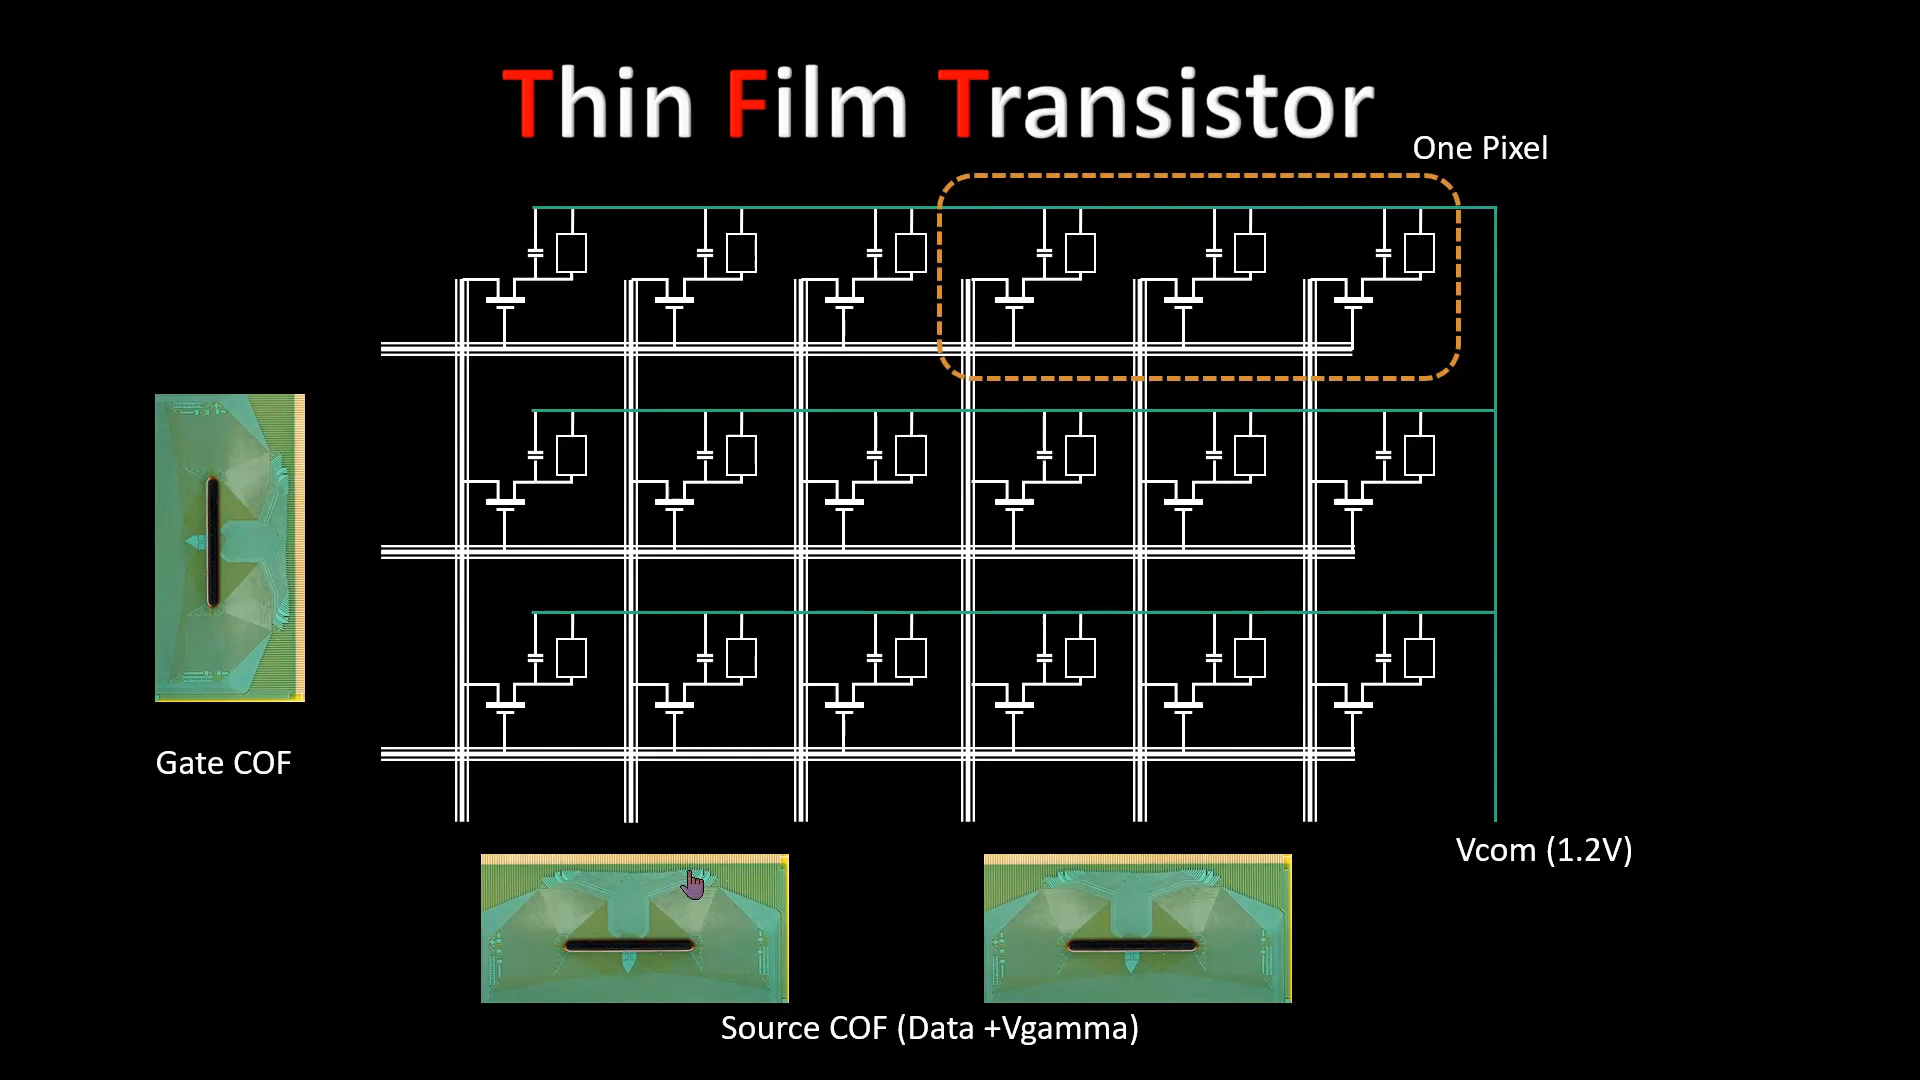 Thin Film Transistor
One Pixel
Gate COF
Vcom (1.2V)
Source COF (Data +Vgamma)